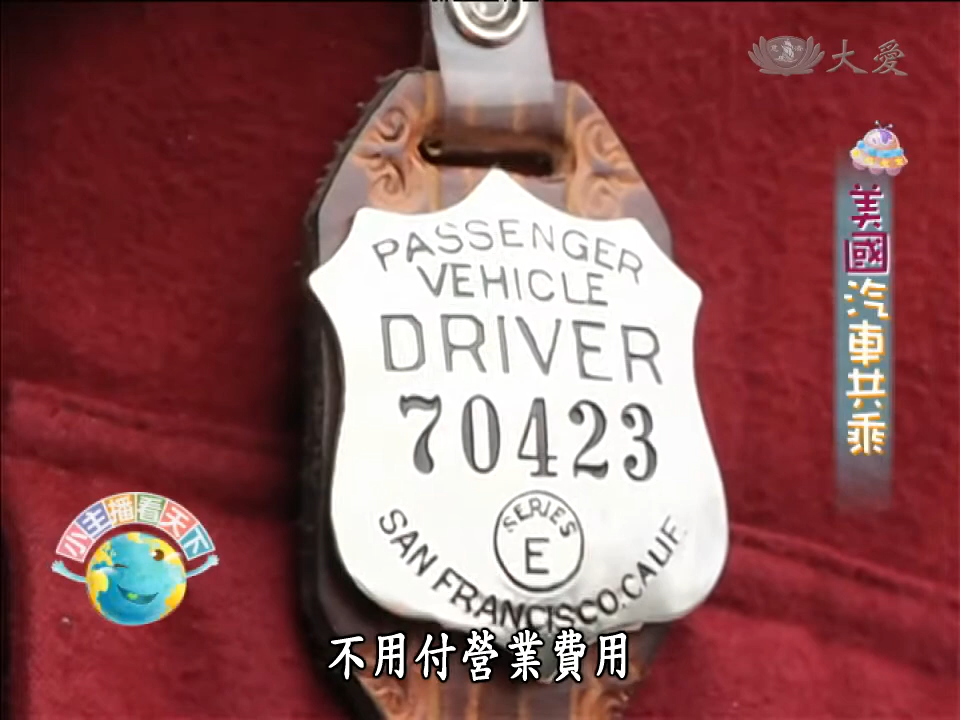 大愛
美國汽車共乘
PASSENGER
VEHICLE
DRIVER
70423
SERIES
E
SAN FRANCISCO. CALIF.
小主播看天下
不用付營業費用